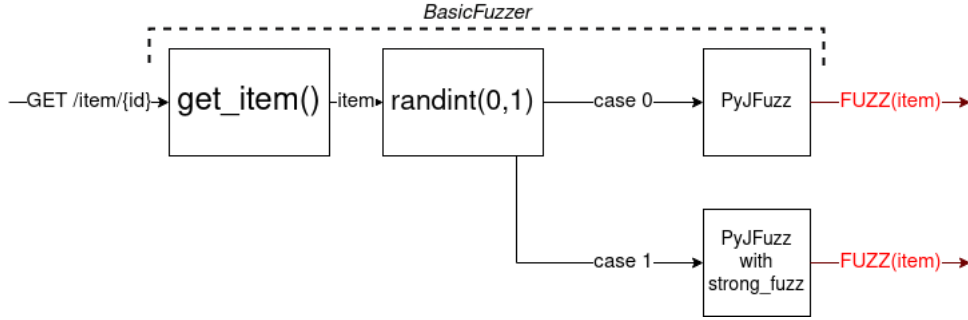 BasicFuzzer
GET /item/{id}
get_item()
item
randint(0,1)
case 0
PyJFuzz
FUZZ(item)
case 1
PyJFuzz
with
strong_fuzz
FUZZ(item)